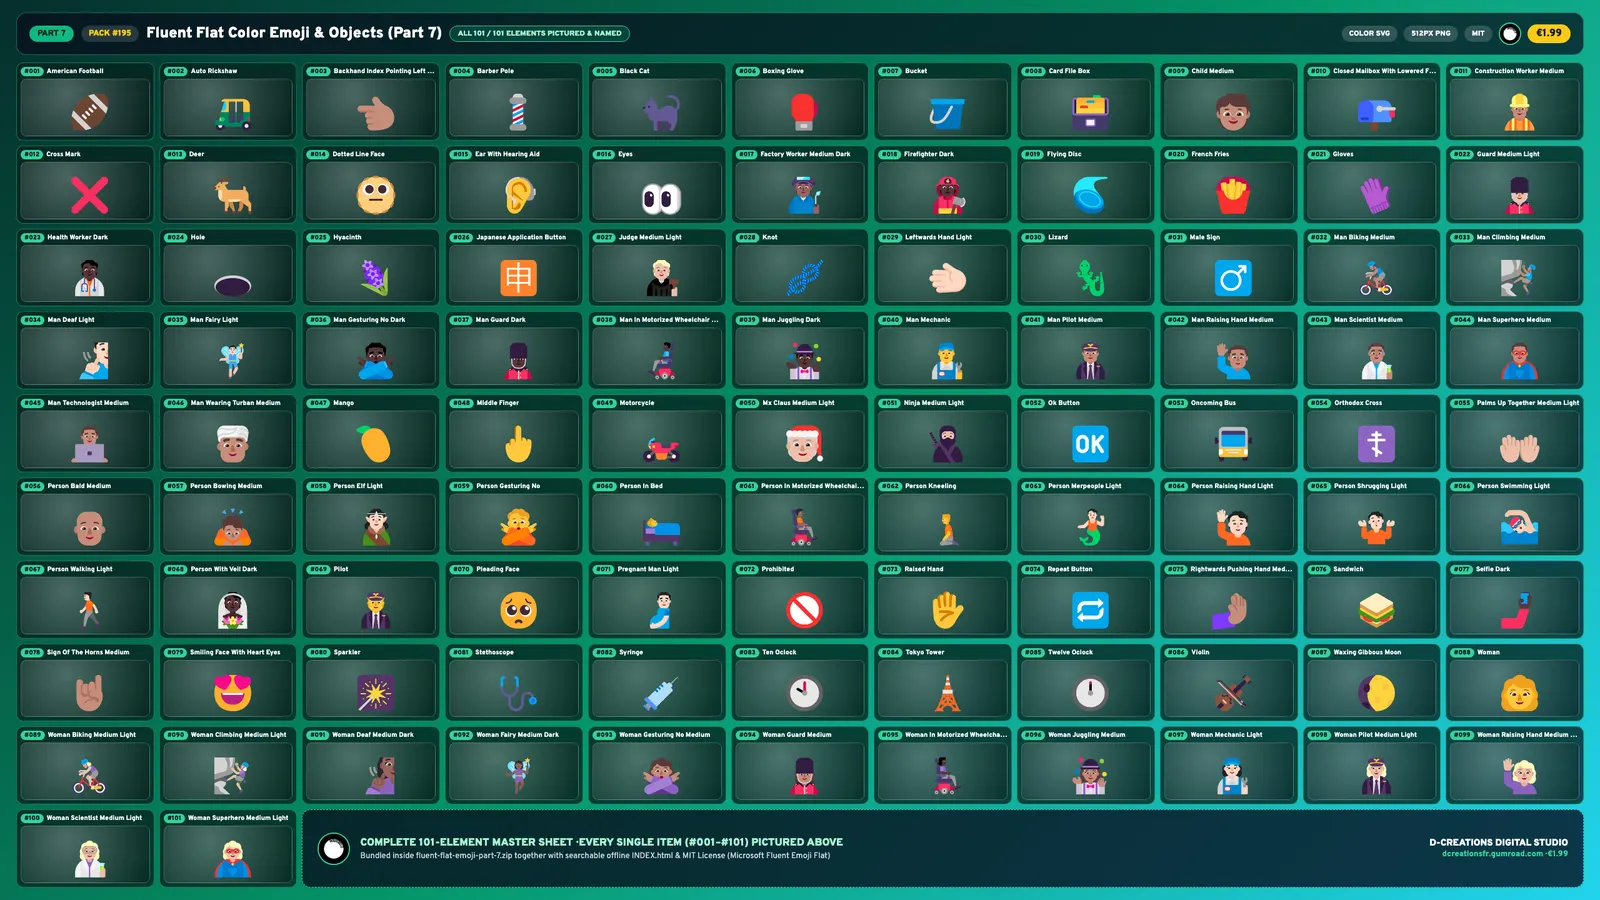 PART 7 PACK #195 Fluent Flat Color Emoji & Objects (Part 7) ALL 101 / 101 ELEMENTS PICTURED & NAMED COLOR SVG 512PX PNG MIT €1.99
#001 American Football #002 Auto Rickshaw #003 Backhand Index Pointing Left ... #004 Barber Pole #005 Black Cat #006 Boxing Glove #007 Bucket #008 Card File Box #009 Child Medium #010 Closed Mailbox With Lowered F... #011 Construction Worker Medium
#012 Cross Mark #013 Deer #014 Dotted Line Face #015 Ear With Hearing Aid #016 Eyes #017 Factory Worker Medium Dark #018 Firefighter Dark #019 Flying Disc #020 French Fries #021 Gloves #022 Guard Medium Light
#023 Health Worker Dark #024 Hole #025 Hyacinth #026 Japanese Application Button #027 Judge Medium Light #028 Knot #029 Leftwards Hand Light #030 Lizard #031 Male Sign #032 Man Biking Medium #033 Man Climbing Medium
申
#034 Man Deaf Light #035 Man Fairy Light #036 Man Gesturing No Dark #037 Man Guard Dark #038 Man In Motorized Wheelchair ... #039 Man Juggling Dark #040 Man Mechanic #041 Man Pilot Medium #042 Man Raising Hand Medium #043 Man Scientist Medium #044 Man Superhero Medium
#045 Man Technologist Medium #046 Man Wearing Turban Medium #047 Mango #048 Middle Finger #049 Motorcycle #050 Mx Claus Medium Light #051 Ninja Medium Light #052 Ok Button #053 Oncoming Bus #054 Orthodox Cross #055 Palms Up Together Medium Light
OK
#056 Person Bald Medium #057 Person Bowing Medium #058 Person Elf Light #059 Person Gesturing No #060 Person In Bed #061 Person In Motorized Wheelchai... #062 Person Kneeling #063 Person Merpeople Light #064 Person Raising Hand Light #065 Person Shrugging Light #066 Person Swimming Light
#067 Person Walking Light #068 Person With Veil Dark #069 Pilot #070 Pleading Face #071 Pregnant Man Light #072 Prohibited #073 Raised Hand #074 Repeat Button #075 Rightwards Pushing Hand Med... #076 Sandwich #077 Selfie Dark
#078 Sign Of The Horns Medium #079 Smiling Face With Heart Eyes #080 Sparkler #081 Stethoscope #082 Syringe #083 Ten Oclock #084 Tokyo Tower #085 Twelve Oclock #086 Violin #087 Waxing Gibbous Moon #088 Woman
#089 Woman Biking Medium Light #090 Woman Climbing Medium Light #091 Woman Deaf Medium Dark #092 Woman Fairy Medium Dark #093 Woman Gesturing No Medium #094 Woman Guard Medium #095 Woman In Motorized Wheelcha... #096 Woman Juggling Medium #097 Woman Mechanic Light #098 Woman Pilot Medium Light #099 Woman Raising Hand Medium ...
#100 Woman Scientist Medium Light #101 Woman Superhero Medium Light
COMPLETE 101-ELEMENT MASTER SHEET · EVERY SINGLE ITEM (#001-#101) PICTURED ABOVE
Bundled inside fluent-flat-emoji-part-7.zip together with searchable offline INDEX.html & MIT License (Microsoft Fluent Emoji Flat)
D-CREATIONS DIGITAL STUDIO
dcreationsfr.gumroad.com · €1.99